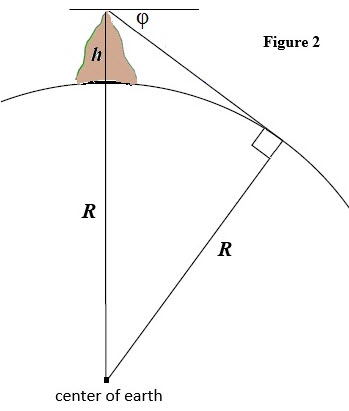 φ
Figure 2
h
R
R
center of earth